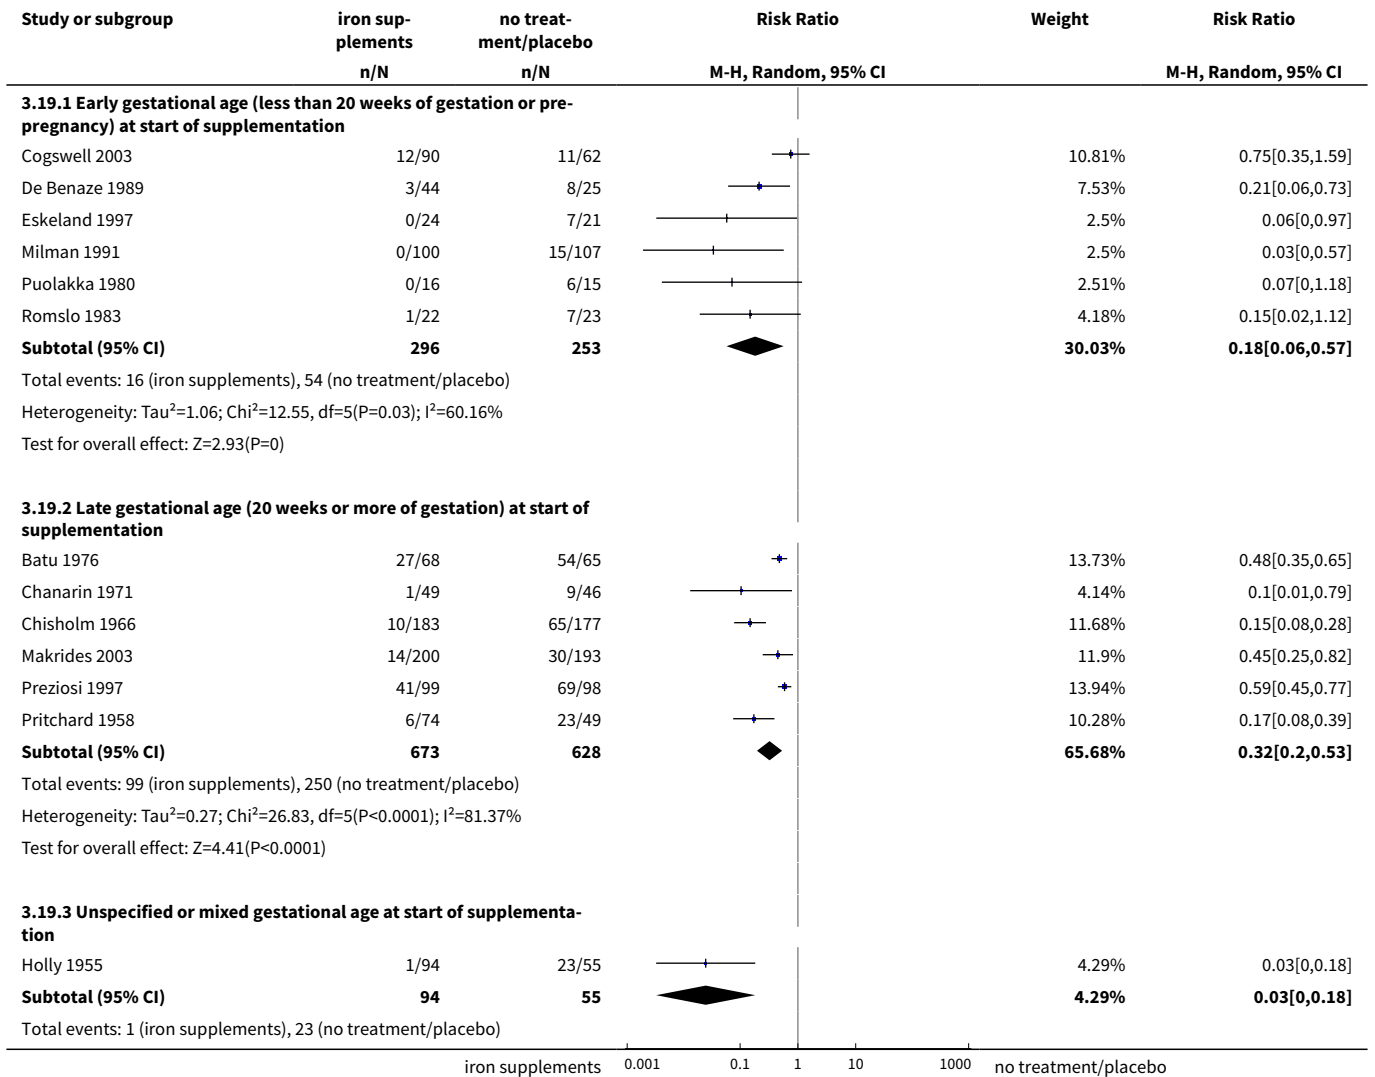 Study or subgroup iron sup- no treat- Risk Ratio Weight Risk Ratio
plements ment/placebo
n/N n/N M-H, Random, 95% CI M-H, Random, 95% CI
3.19.1 Early gestational age (less than 20 weeks of gestation or pre-
pregnancy) at start of supplementation
Cogswell 2003 12/90 11/62 10.81% 0.75[0.35,1.59]
De Benaze 1989 3/44 8/25 7.53% 0.21[0.06,0.73]
Eskeland 1997 0/24 7/21 2.5% 0.06[0,0.97]
Milman 1991 0/100 15/107 2.5% 0.03[0,0.57]
Puolakka 1980 0/16 6/15 2.51% 0.07[0,1.18]
Romslo 1983 1/22 7/23 4.18% 0.15[0.02,1.12]
Subtotal (95% CI) 296 253 30.03% 0.18[0.06,0.57]
Total events: 16 (iron supplements), 54 (no treatment/placebo)
Heterogeneity: Tau²=1.06; Chi²=12.55, df=5(P=0.03); I²=60.16%
Test for overall effect: Z=2.93(P=0)
3.19.2 Late gestational age (20 weeks or more of gestation) at start of
supplementation
Batu 1976 27/68 54/65 13.73% 0.48[0.35,0.65]
Chanarin 1971 1/49 9/46 4.14% 0.1[0.01,0.79]
Chisholm 1966 10/183 65/177 11.68% 0.15[0.08,0.28]
Makrides 2003 14/200 30/193 11.9% 0.45[0.25,0.82]
Preziosi 1997 41/99 69/98 13.94% 0.59[0.45,0.77]
Pritchard 1958 6/74 23/49 10.28% 0.17[0.08,0.39]
Subtotal (95% CI) 673 628 65.68% 0.32[0.2,0.53]
Total events: 99 (iron supplements), 250 (no treatment/placebo)
Heterogeneity: Tau²=0.27; Chi²=26.83, df=5(P<0.0001); I²=81.37%
Test for overall effect: Z=4.41(P<0.0001)
3.19.3 Unspecified or mixed gestational age at start of supplementa-
tion
Holly 1955 1/94 23/55 4.29% 0.03[0,0.18]
Subtotal (95% CI) 94 55 4.29% 0.03[0,0.18]
Total events: 1 (iron supplements), 23 (no treatment/placebo)
iron supplements 0.001 0.1 1 10 1000 no treatment/placebo